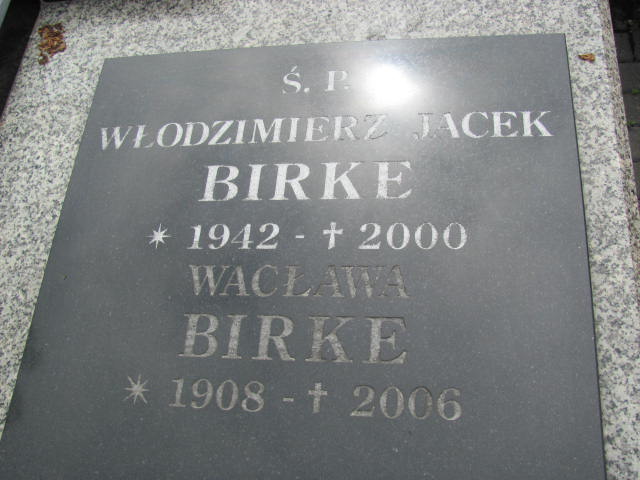 Ś. P.
WŁODZIMIERZ JACEK
BIRKE
* 1942 - † 2000
WACŁAWA
BIRKE
* 1908 - † 2006